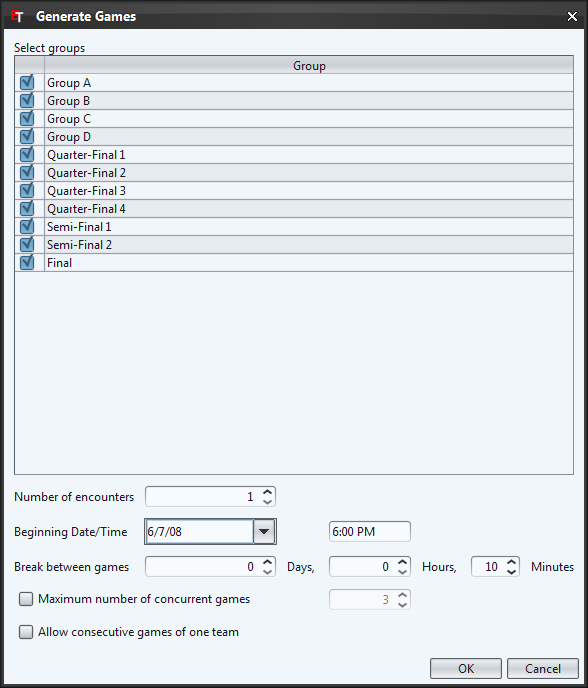 ET Generate Games
Select groups
Group
Group A
Group B
Group C
Group D
Quarter-Final 1
Quarter-Final 2
Quarter-Final 3
Quarter-Final 4
Semi-Final 1
Semi-Final 2
Final
Number of encounters 1
Beginning Date/Time 6/7/08 6:00 PM
Break between games 0 Days, 0 Hours, 10 Minutes
Maximum number of concurrent games 3
Allow consecutive games of one team
OK Cancel